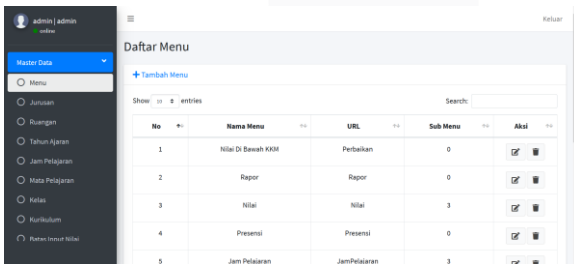 admin | admin
online
Keluar
Master Data
Menu
Jurusan
Ruangan
Tahun Ajaran
Jam Pelajaran
Mata Pelajaran
Kelas
Kurikulum
Batas Input Nilai
Daftar Menu
Tambah Menu
Show 10 entries Search:
No Nama Menu URL Sub Menu Aksi
1 Nilai Di Bawah KKM Perbaikan 0
2 Rapor Rapor 0
3 Nilai Nilai 3
4 Presensi Presensi 0
5 Jam Pelajaran JamPelajaran 3